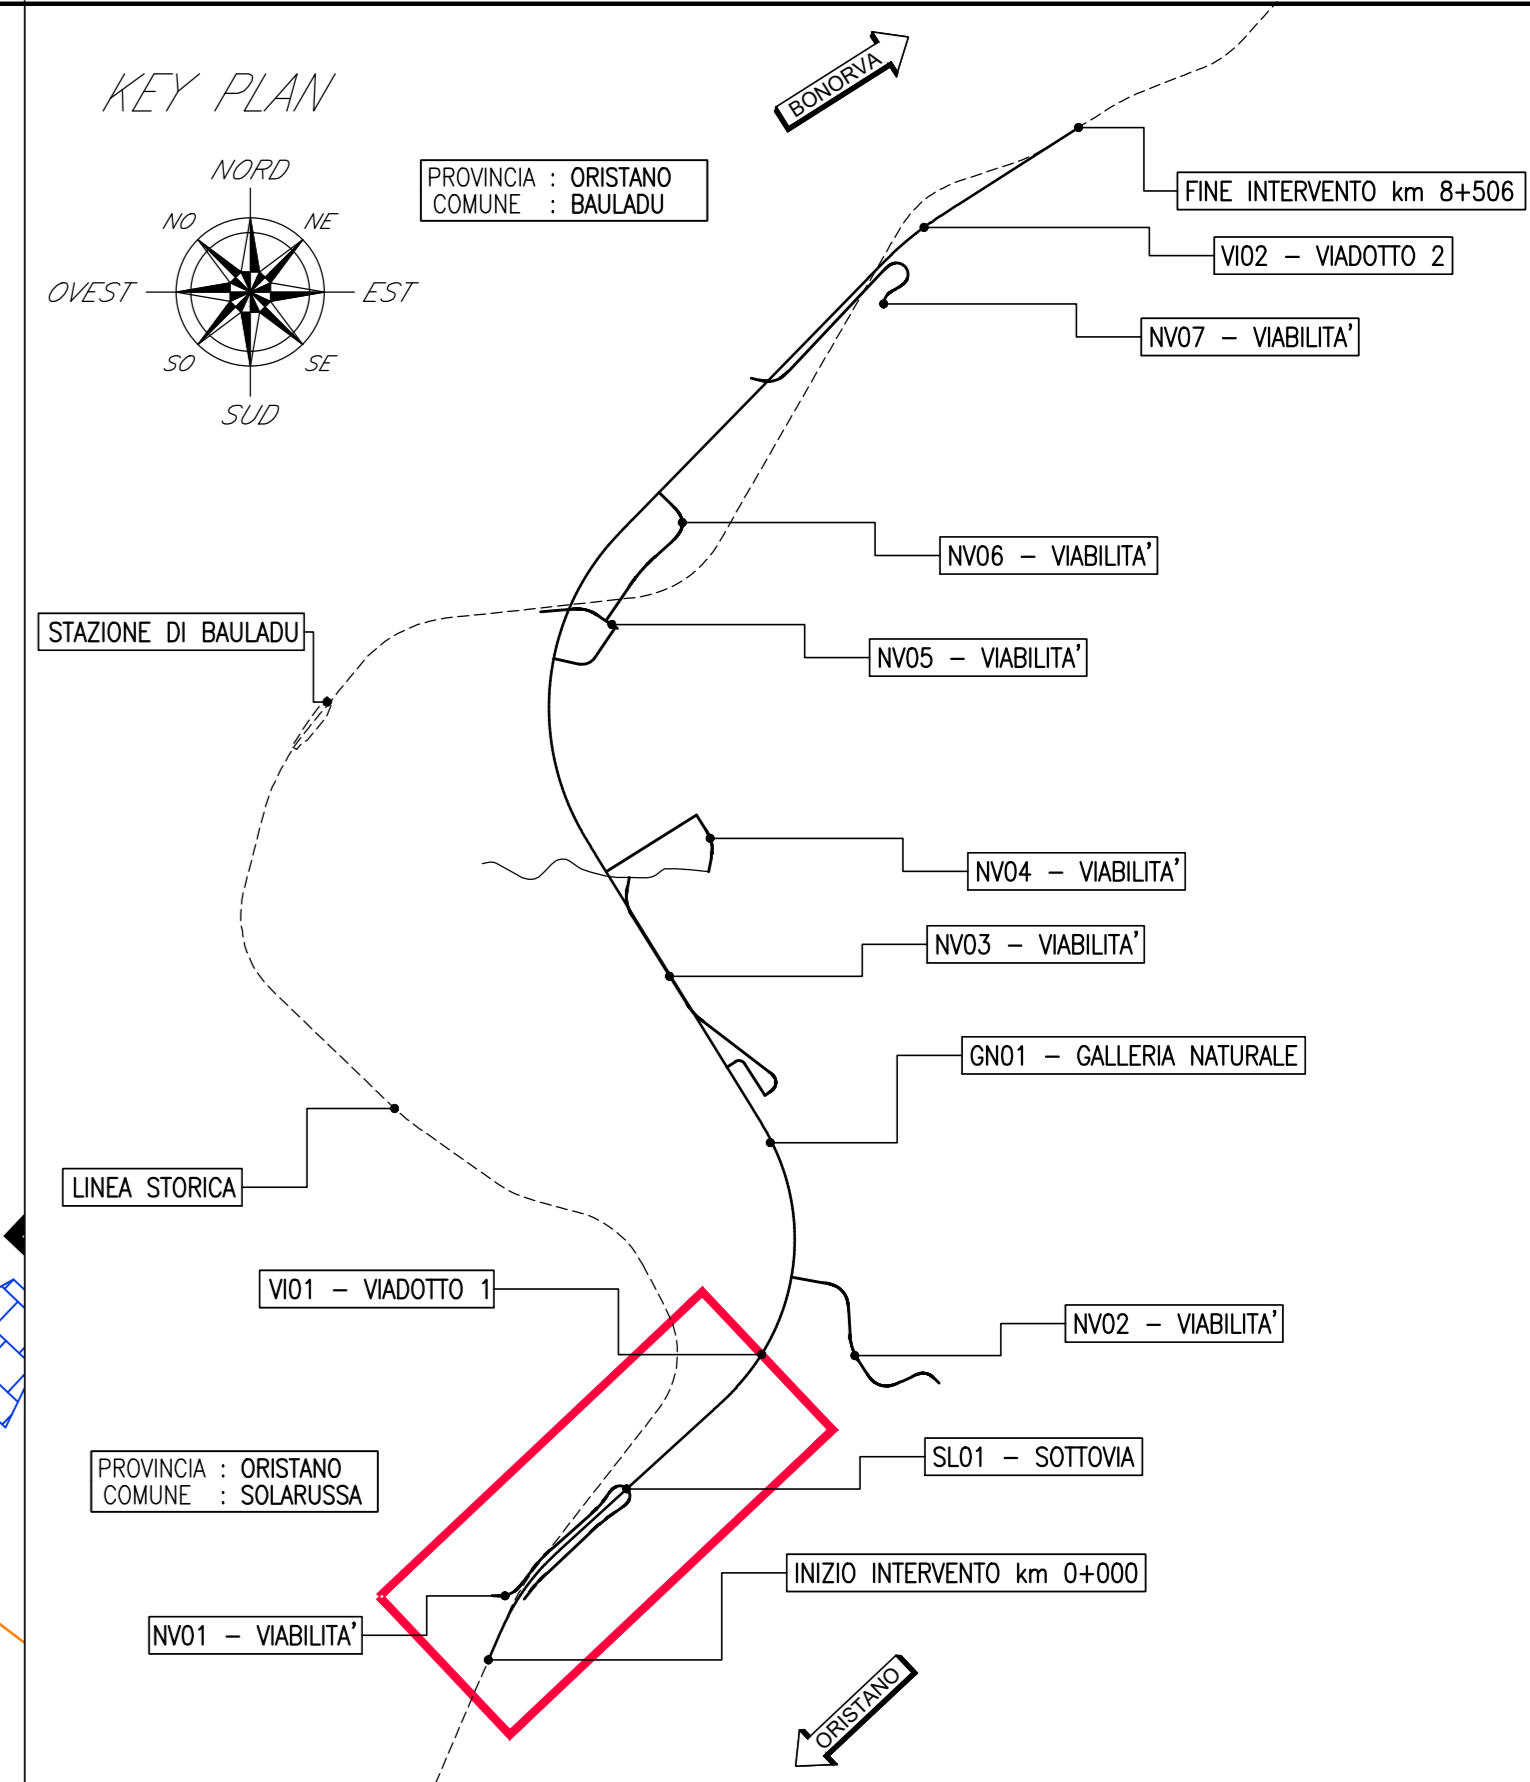 KEY PLAN
BONORVA
NORD
NO
NE
OVEST
EST
SO
SE
SUD
PROVINCIA : ORISTANO
COMUNE : BAULADU
FINE INTERVENTO km 8+506
VI02 – VIADOTTO 2
NV07 – VIABILITA'
NV06 – VIABILITA'
STAZIONE DI BAULADU
NV05 – VIABILITA'
NV04 – VIABILITA'
NV03 – VIABILITA'
GN01 – GALLERIA NATURALE
LINEA STORICA
VI01 – VIADOTTO 1
NV02 – VIABILITA'
PROVINCIA : ORISTANO
COMUNE : SOLARUSSA
SL01 – SOTTOVIA
INIZIO INTERVENTO km 0+000
NV01 – VIABILITA'
ORISTANO